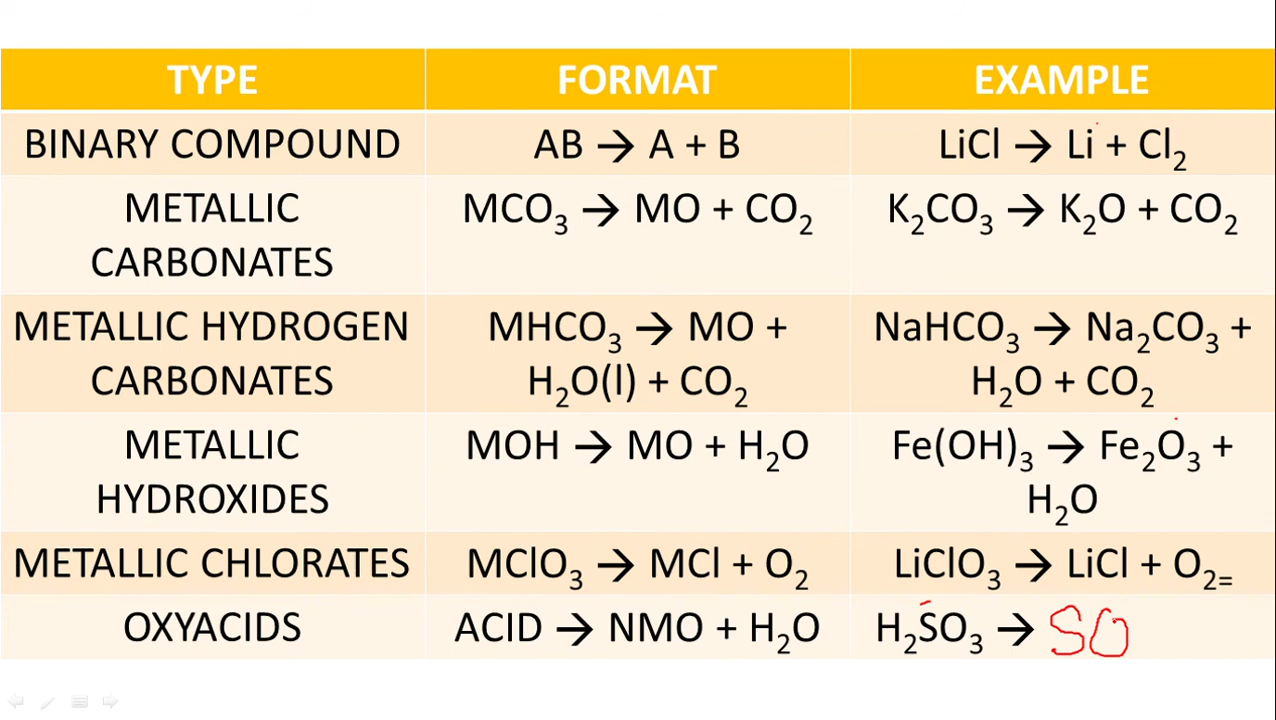 TYPE FORMAT EXAMPLE
BINARY COMPOUND AB → A + B LiCl → Li + Cl₂
METALLIC MCO₃ → MO + CO₂ K₂CO₃ → K₂O + CO₂
CARBONATES
METALLIC HYDROGEN MHCO₃ → MO + NaHCO₃ → Na₂CO₃ +
CARBONATES H₂O(l) + CO₂ H₂O + CO₂
METALLIC MOH → MO + H₂O Fe(OH)₃ → Fe₂O₃ +
HYDROXIDES H₂O
METALLIC CHLORATES MClO₃ → MCl + O₂ LiClO₃ → LiCl + O₂₌
OXYACIDS ACID → NMO + H₂O H₂SO₃ → SO